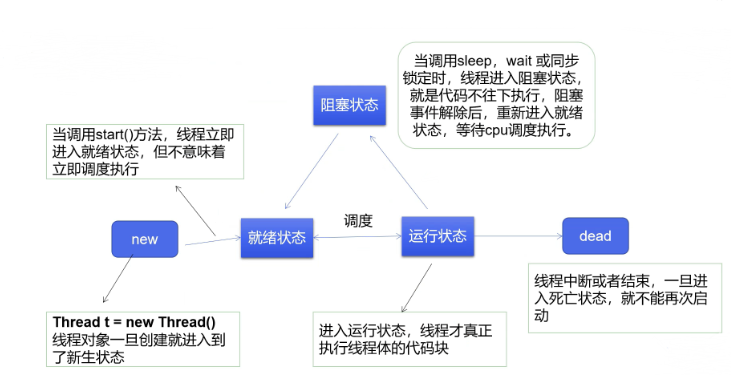 当调用sleep，wait 或同步
锁定时，线程进入阻塞状态，
就是代码不往下执行，阻塞
事件解除后，重新进入就绪
状态，等待cpu调度执行。
阻塞状态
当调用start()方法，线程立即
进入就绪状态，但不意味着
立即调度执行
new
就绪状态
调度
运行状态
dead
Thread t = new Thread()
线程对象一旦创建就进入到
了新生状态
进入运行状态，线程才真正
执行线程体的代码块
线程中断或者结束，一旦进
入死亡状态，就不能再次启
动